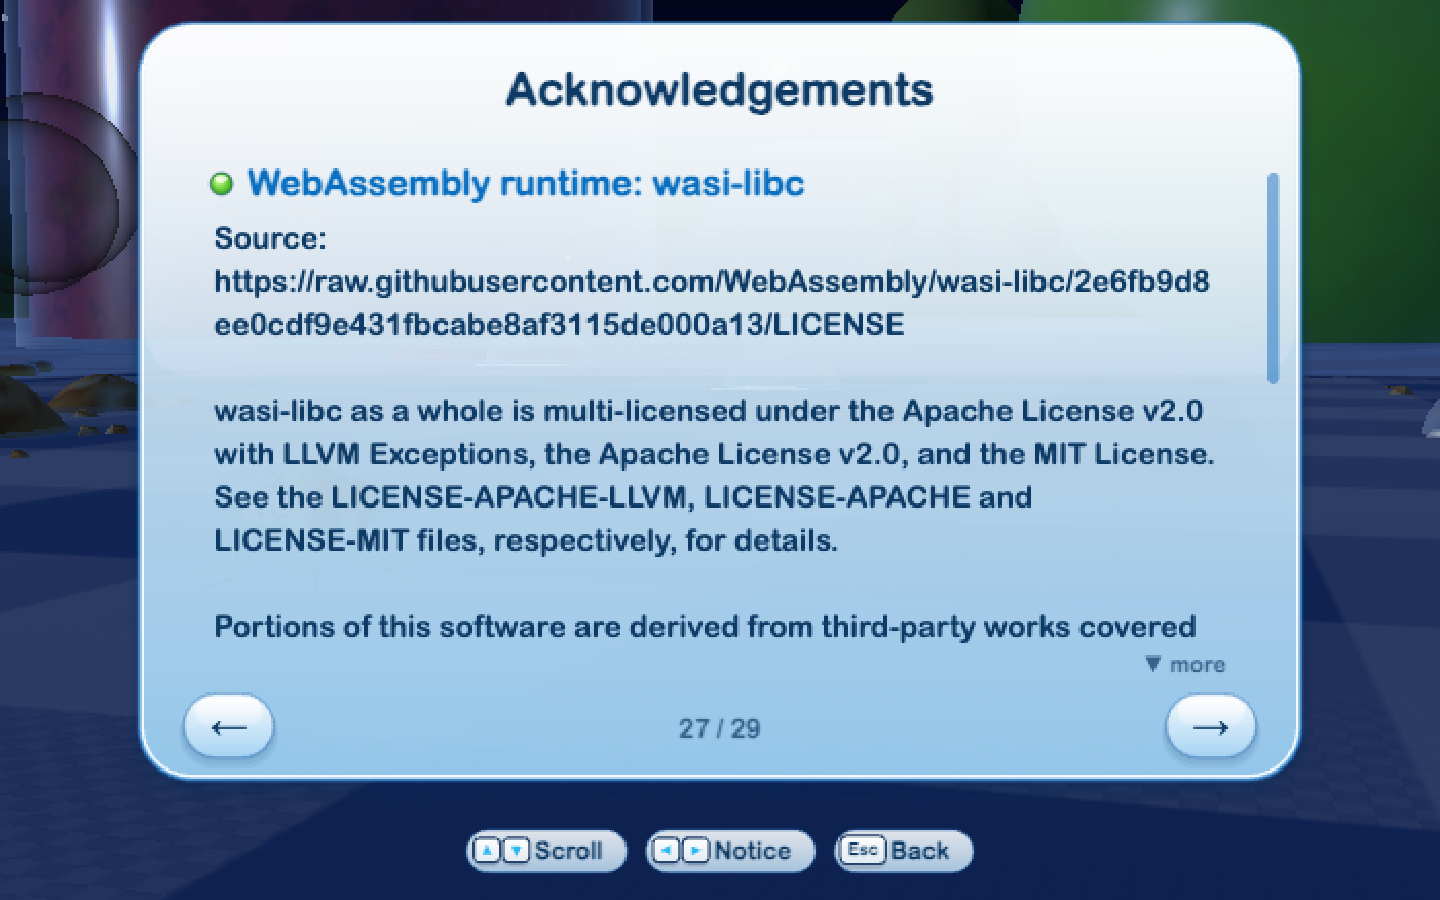 Acknowledgements
WebAssembly runtime: wasi-libc
Source:
https://raw.githubusercontent.com/WebAssembly/wasi-libc/2e6fb9d8
ee0cdf9e431fbcabe8af3115de000a13/LICENSE
wasi-libc as a whole is multi-licensed under the Apache License v2.0
with LLVM Exceptions, the Apache License v2.0, and the MIT License.
See the LICENSE-APACHE-LLVM, LICENSE-APACHE and
LICENSE-MIT files, respectively, for details.
Portions of this software are derived from third-party works covered
▼ more
← 27 / 29 →
▲ ▼ Scroll ◄ ► Notice Esc Back